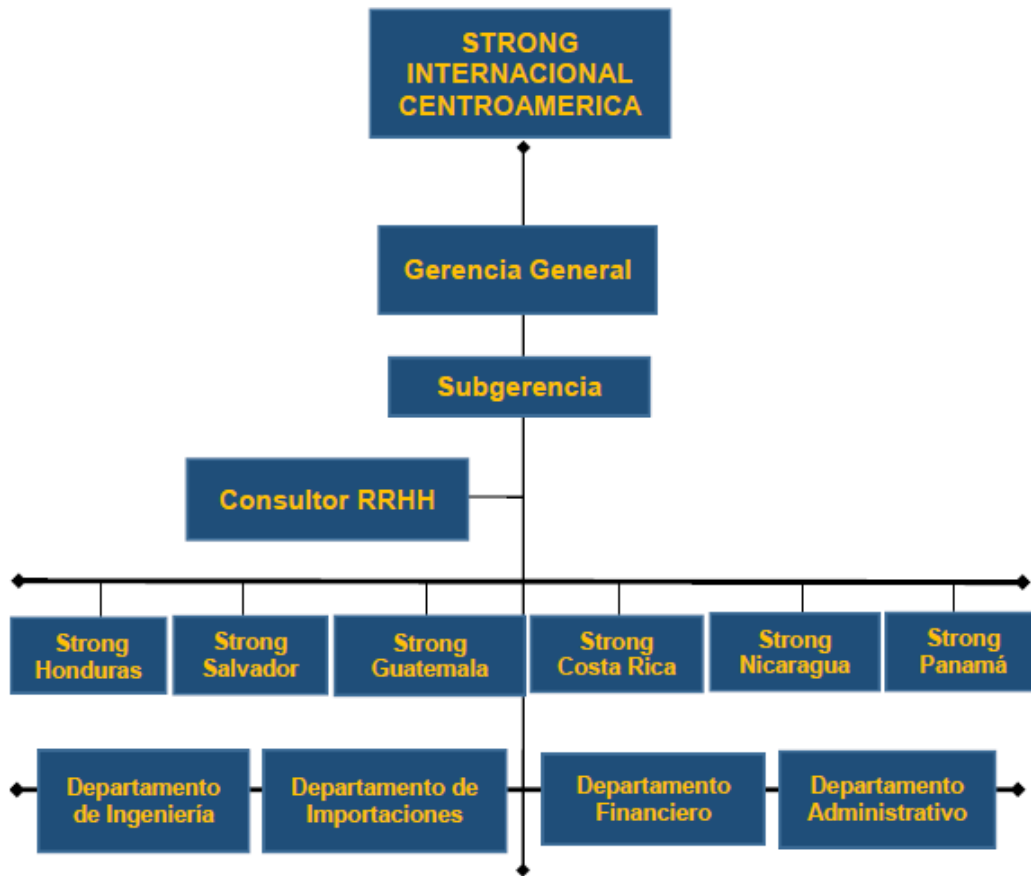 STRONG
INTERNACIONAL
CENTROAMERICA
Gerencia General
Subgerencia
Consultor RRHH
Strong
Honduras
Strong
Salvador
Strong
Guatemala
Strong
Costa Rica
Strong
Nicaragua
Strong
Panamá
Departamento
de Ingeniería
Departamento de
Importaciones
Departamento
Financiero
Departamento
Administrativo